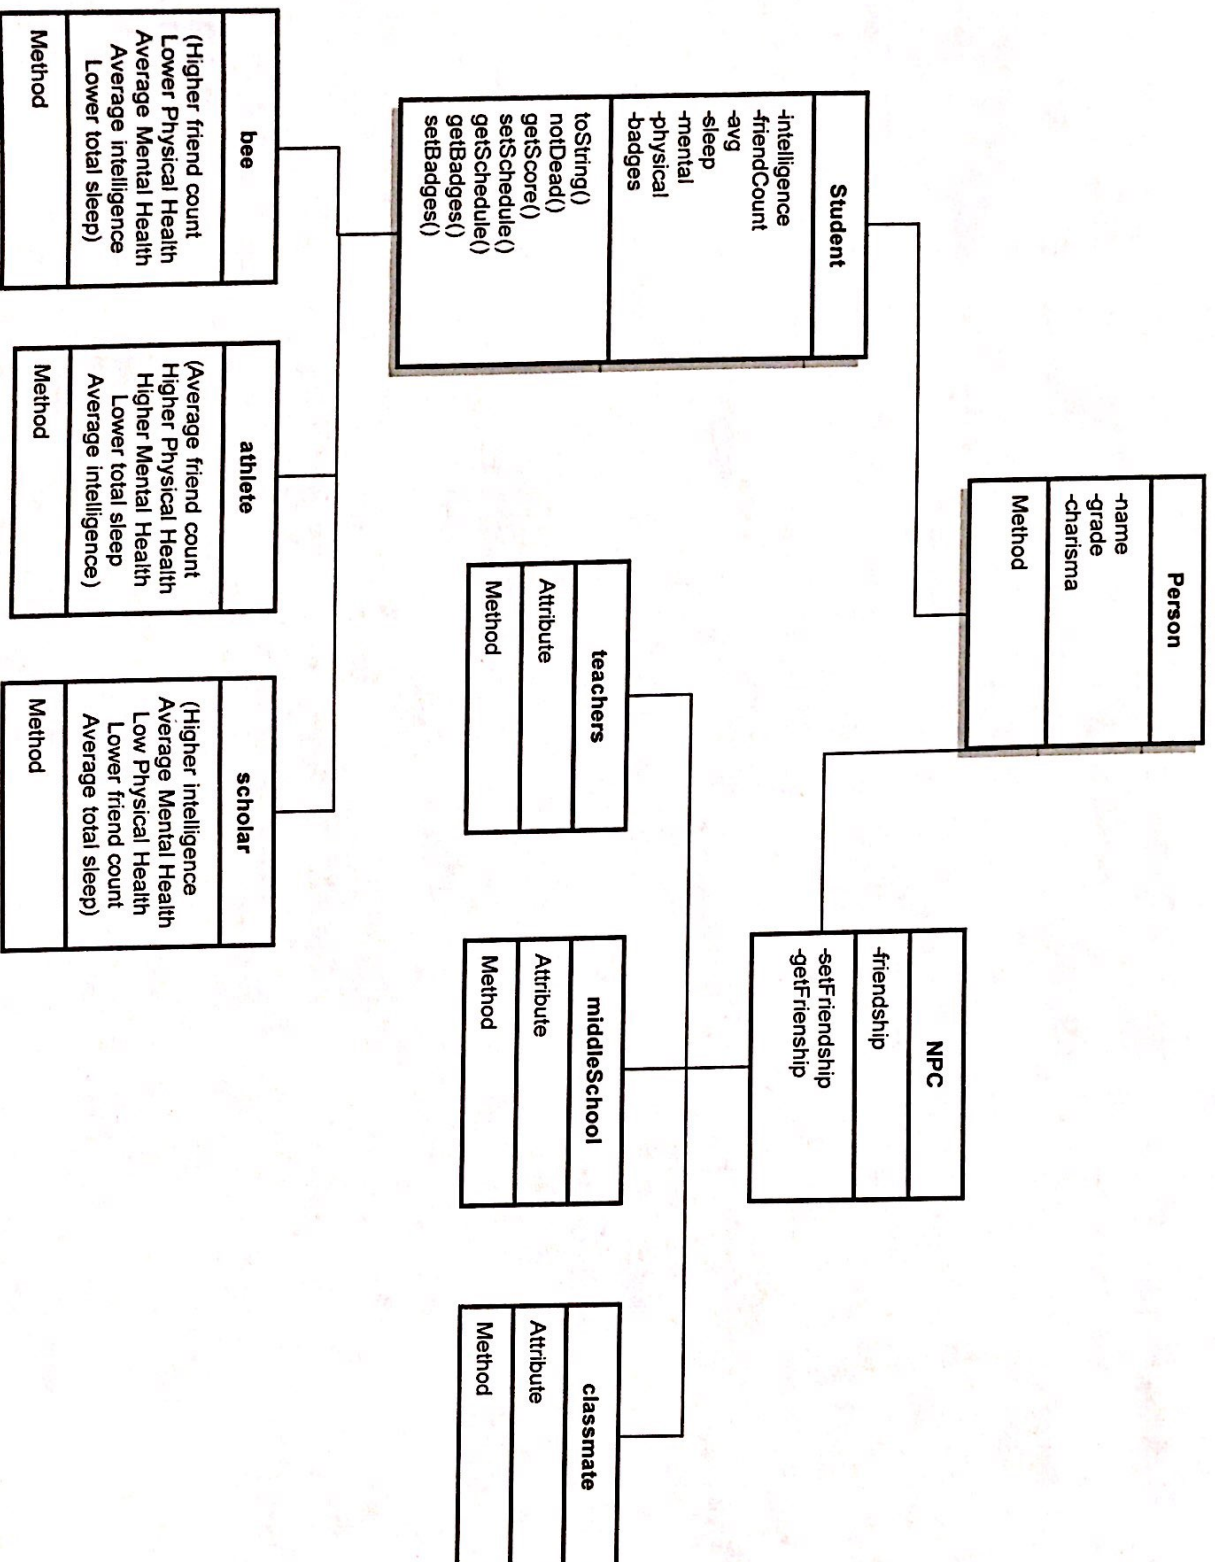 Person
-name
-grade
-charisma
Method
Student
-intelligence
-friendCount
-avg
-sleep
-mental
-physical
-badges
toString()
notDead()
getScore()
setSchedule()
getSchedule()
getBadges()
setBadges()
NPC
-friendship
-setFriendship
-getFrienship
teachers
Attribute
Method
middleSchool
Attribute
Method
classmate
Attribute
Method
bee
(Higher friend count
Lower Physical Health
Average Mental Health
Average intelligence
Lower total sleep)
Method
athlete
(Average friend count
Higher Physical Health
Higher Mental Health
Lower total sleep
Average intelligence)
Method
scholar
(Higher intelligence
Average Mental Health
Low Physical Health
Lower friend count
Average total sleep)
Method